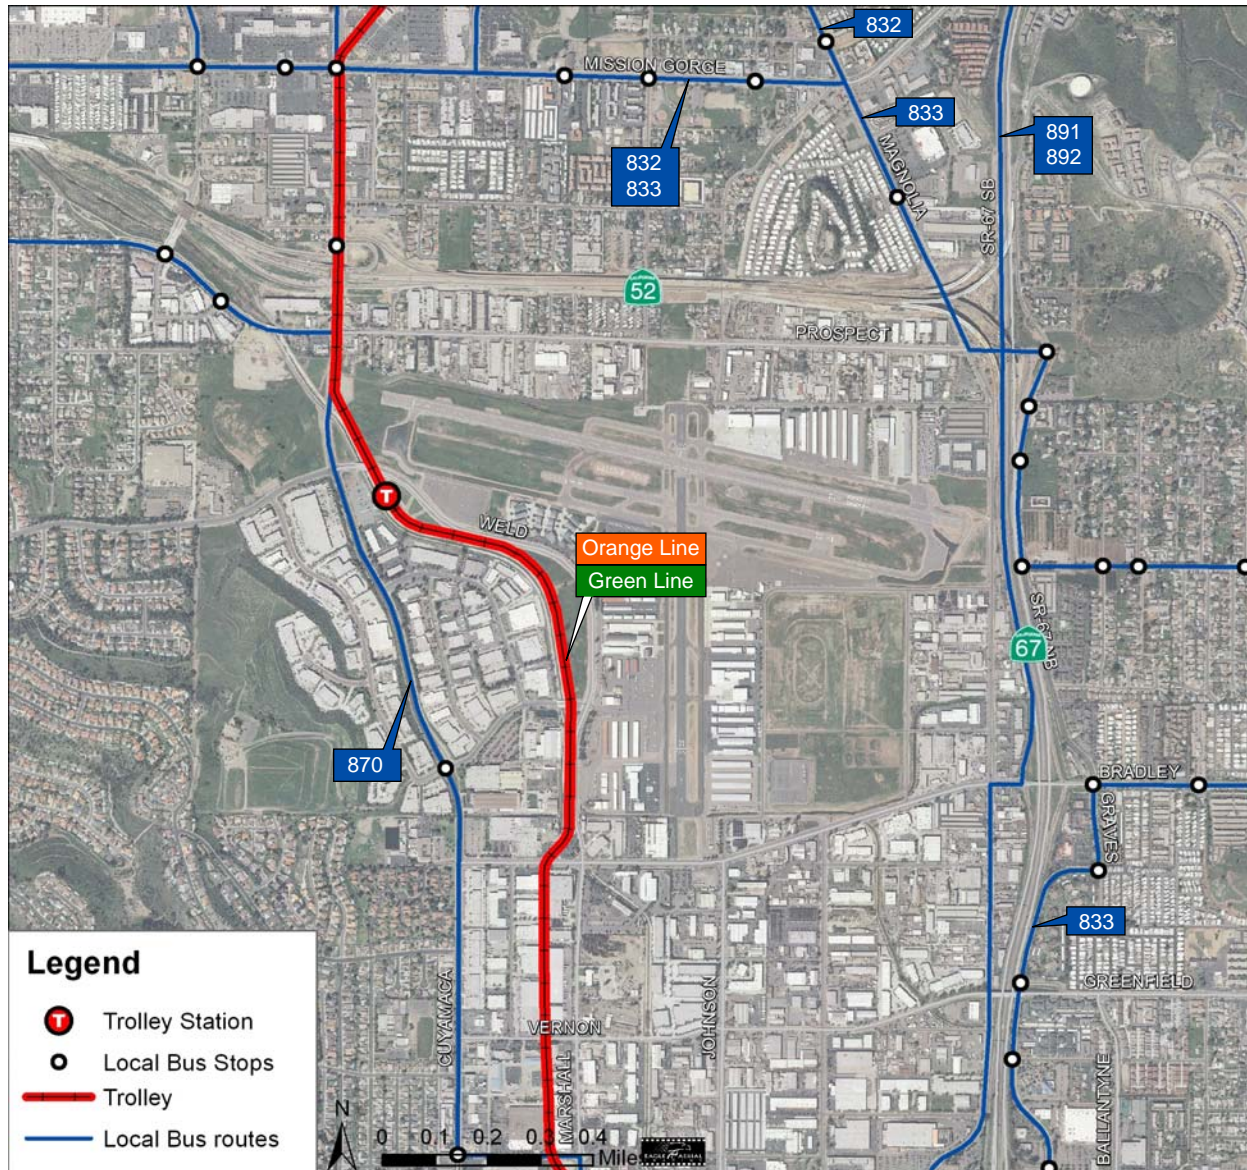 832
MISSION GORGE
833
891
892
832
833
MAGNOLIA
SR-67 SB
52
PROSPECT
WELD
Orange Line
Green Line
SR-67 NB
67
870
BRADLEY
GRAVES
833
GREENFIELD
CUYAMACA
VERNON
MARSHALL
JOHNSON
BALLANTYNE
Legend
T
T Trolley Station
Local Bus Stops
Trolley
Local Bus routes
N
0 0.1 0.2 0.3 0.4
Miles
EAGLE AERIAL